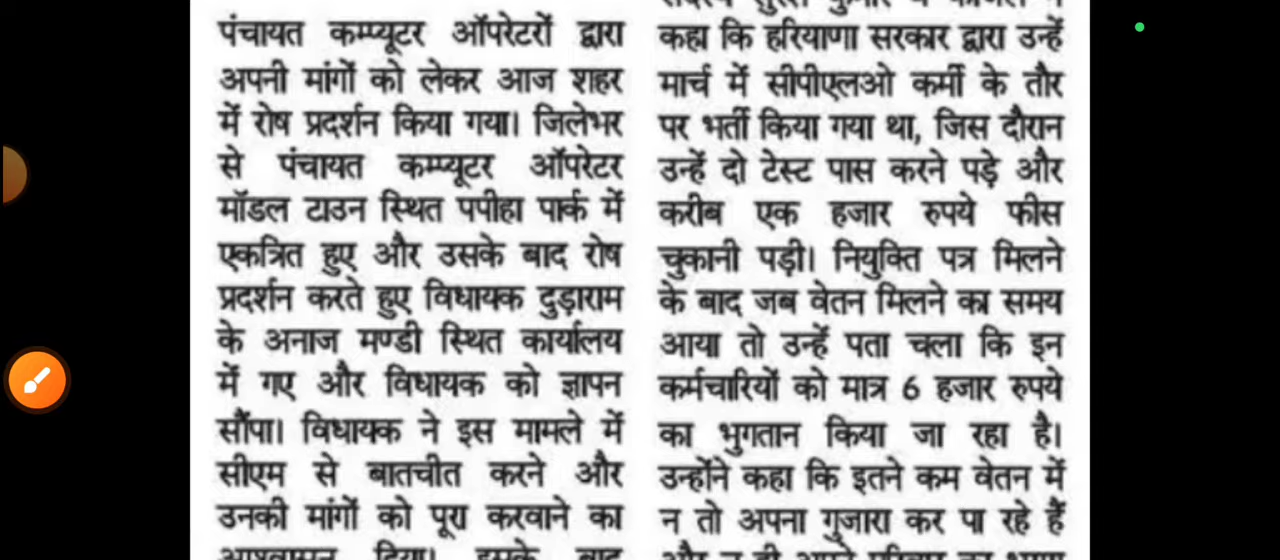 पंचायत कम्प्यूटर ऑपरेटरों द्वारा
अपनी मांगों को लेकर आज शहर
में रोष प्रदर्शन किया गया। जिलेभर
से पंचायत कम्प्यूटर ऑपरेटर
मॉडल टाउन स्थित पपीहा पार्क में
एकत्रित हुए और उसके बाद रोष
प्रदर्शन करते हुए विधायक दुड़ाराम
के अनाज मण्डी स्थित कार्यालय
में गए और विधायक को ज्ञापन
सौंपा। विधायक ने इस मामले में
सीएम से बातचीत करने और
उनकी मांगों को पूरा करवाने का
कहा कि हरियाणा सरकार द्वारा उन्हें
मार्च में सीपीएलओ कर्मी के तौर
पर भर्ती किया गया था, जिस दौरान
उन्हें दो टेस्ट पास करने पड़े और
करीब एक हजार रुपये फीस
चुकानी पड़ी। नियुक्ति पत्र मिलने
के बाद जब वेतन मिलने का समय
आया तो उन्हें पता चला कि इन
कर्मचारियों को मात्र 6 हजार रुपये
का भुगतान किया जा रहा है।
उन्होंने कहा कि इतने कम वेतन में
न तो अपना गुजारा कर पा रहे हैं